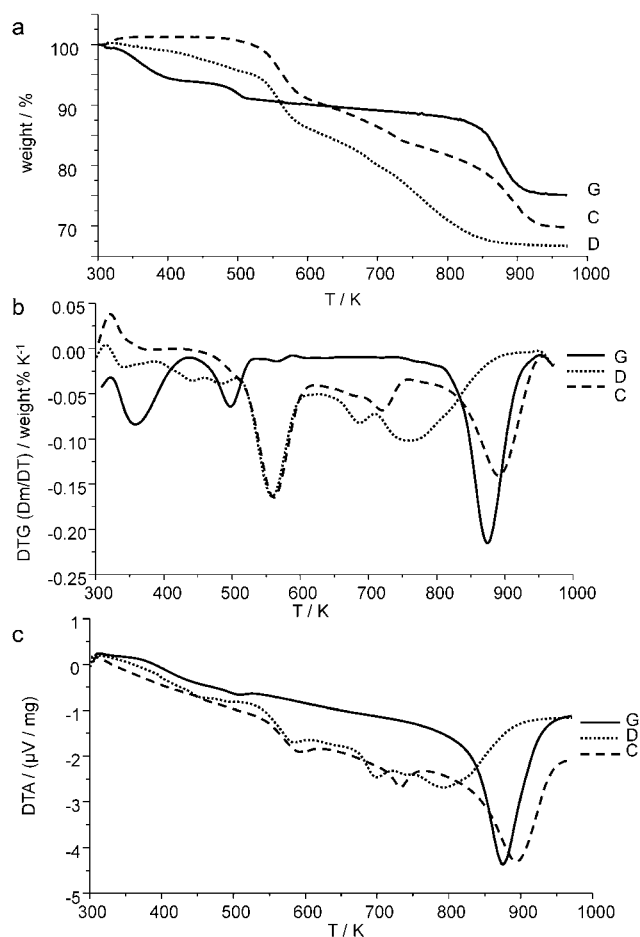 a
100
90
80
70
weight / %
G
C
D
300 400 500 600 700 800 900 1000
T / K
b
0.05
0.00
-0.05
-0.10
-0.15
-0.20
-0.25
DTG (Dm/DT) / weight% K⁻¹
G
D
C
300 400 500 600 700 800 900 1000
T / K
c
1
0
-1
-2
-3
-4
-5
DTA / (µV / mg)
G
D
C
300 400 500 600 700 800 900 1000
T / K